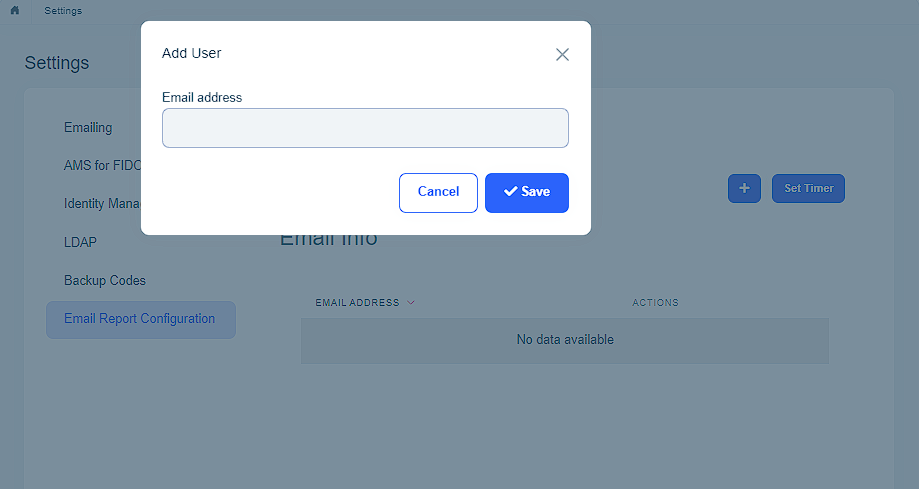 Settings
Settings
Add User
Email address
Cancel
Save
Emailing
AMS for FIDO
Identity Mana
LDAP
Backup Codes
Email Report Configuration
Set Timer
Email Info
EMAIL ADDRESS
ACTIONS
No data available